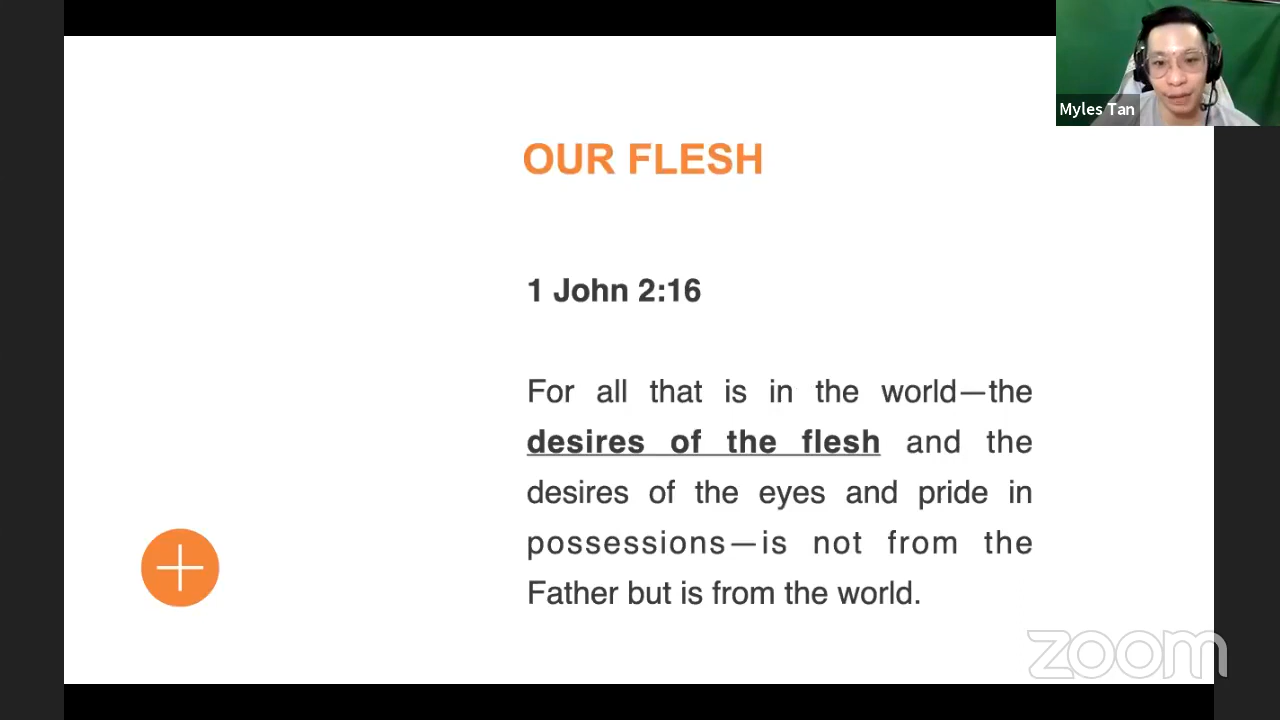 Myles Tan
OUR FLESH
1 John 2:16
For all that is in the world—the
desires of the flesh and the
desires of the eyes and pride in
possessions—is not from the
Father but is from the world.
zoom